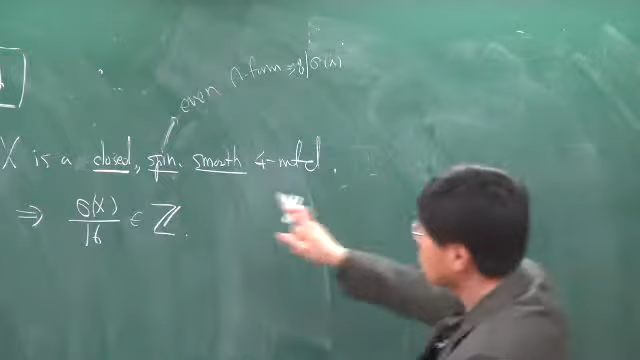 even ∩-form ⇒ 8|σ(X)
X is a closed, spin, smooth 4-mfd.
⇒ σ(X)/16 ∈ ℤ.